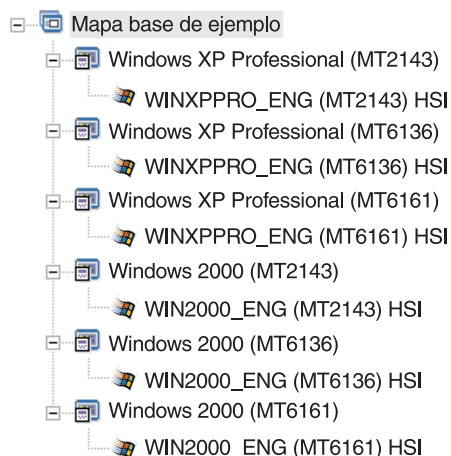 Mapa base de ejemplo
Windows XP Professional (MT2143)
WINXPPRO_ENG (MT2143) HSI
Windows XP Professional (MT6136)
WINXPPRO_ENG (MT6136) HSI
Windows XP Professional (MT6161)
WINXPPRO_ENG (MT6161) HSI
Windows 2000 (MT2143)
WIN2000_ENG (MT2143) HSI
Windows 2000 (MT6136)
WIN2000_ENG (MT6136) HSI
Windows 2000 (MT6161)
WIN2000_ENG (MT6161) HSI